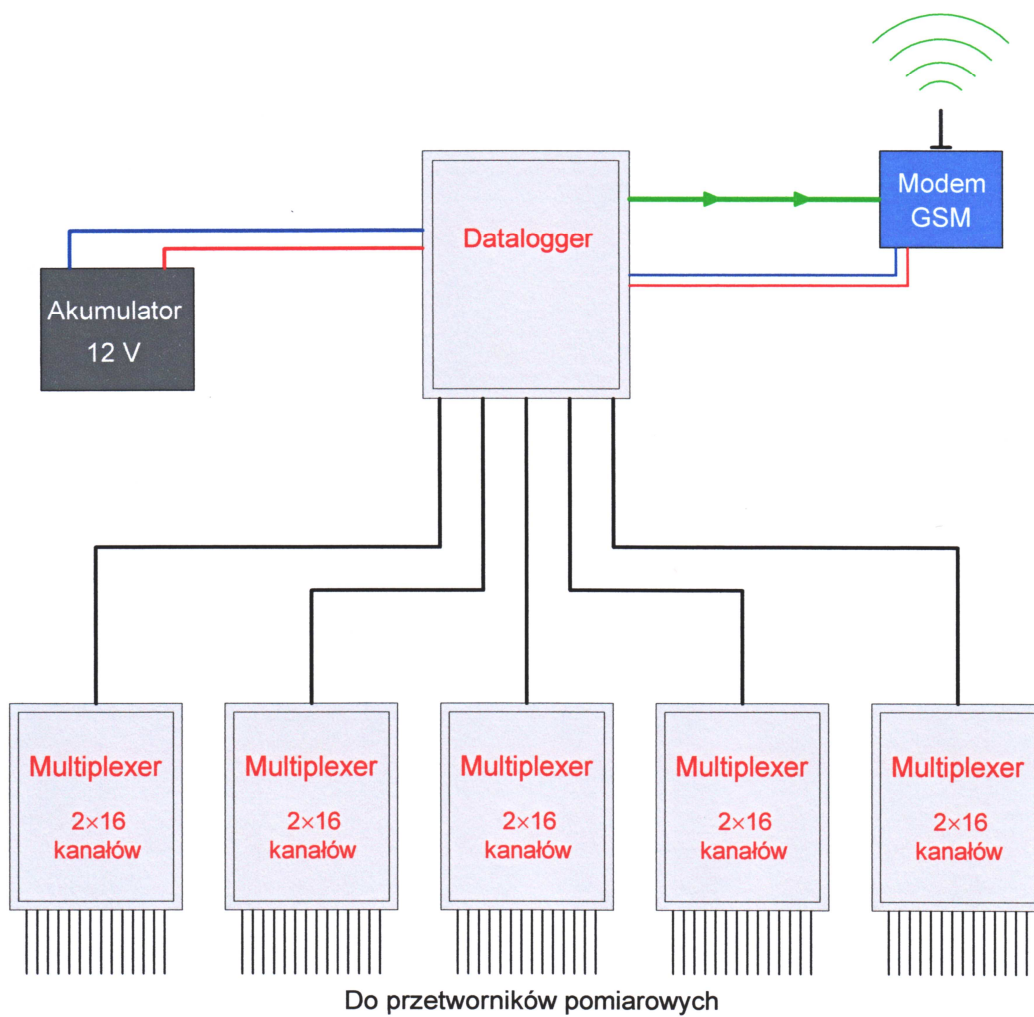 Modem
GSM
Datalogger
Akumulator
12 V
Multiplexer
2×16
kanałów
Multiplexer
2×16
kanałów
Multiplexer
2×16
kanałów
Multiplexer
2×16
kanałów
Multiplexer
2×16
kanałów
Do przetworników pomiarowych